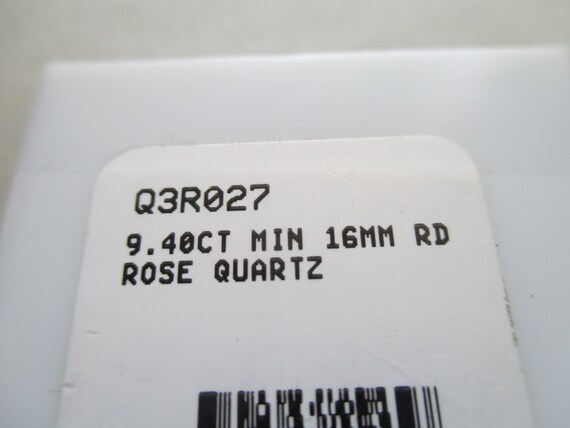 Q3R027
9.40CT MIN 16MM RD
ROSE QUARTZ